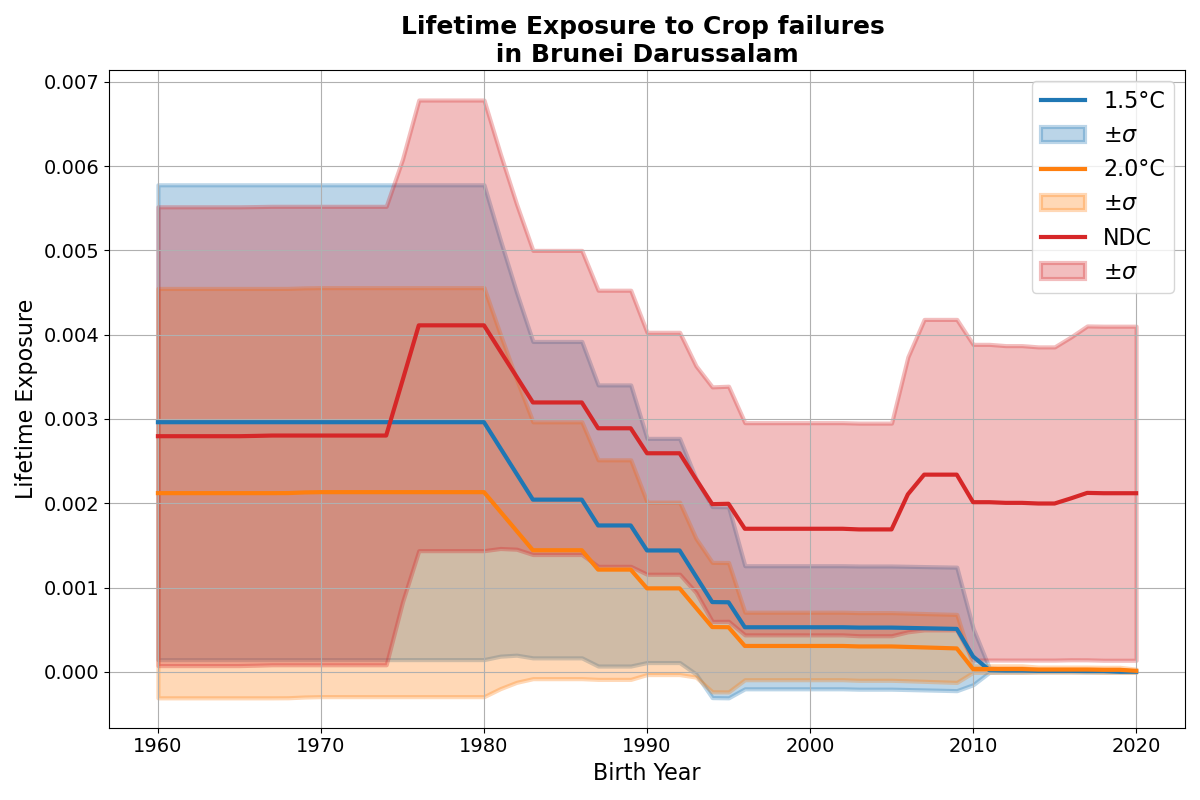 Lifetime Exposure to Crop failures
in Brunei Darussalam
0.007
0.006
0.005
0.004
0.003
0.002
0.001
0.000
Lifetime Exposure
1.5°C
±σ
2.0°C
±σ
NDC
±σ
1960 1970 1980 1990 2000 2010 2020
Birth Year